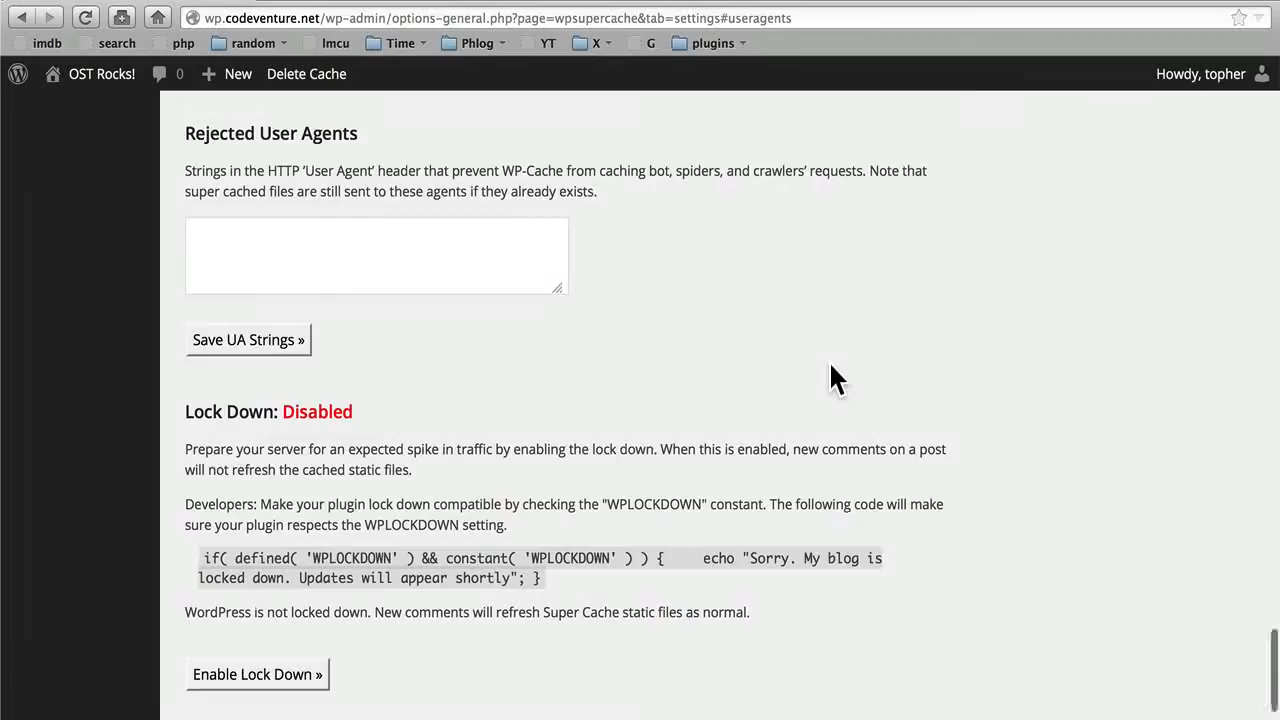 wp.codeventure.net/wp-admin/options-general.php?page=wpsupercache&tab=settings#useragents
imdb search php random lmcu Time Phlog YT X G plugins
OST Rocks! 0 New Delete Cache Howdy, topher
Rejected User Agents
Strings in the HTTP ’User Agent’ header that prevent WP-Cache from caching bot, spiders, and crawlers’ requests. Note that
super cached files are still sent to these agents if they already exists.
Save UA Strings »
Lock Down: Disabled
Prepare your server for an expected spike in traffic by enabling the lock down. When this is enabled, new comments on a post
will not refresh the cached static files.
Developers: Make your plugin lock down compatible by checking the "WPLOCKDOWN" constant. The following code will make
sure your plugin respects the WPLOCKDOWN setting.
if( defined( 'WPLOCKDOWN' ) && constant( 'WPLOCKDOWN' ) ) { echo "Sorry. My blog is
locked down. Updates will appear shortly"; }
WordPress is not locked down. New comments will refresh Super Cache static files as normal.
Enable Lock Down »